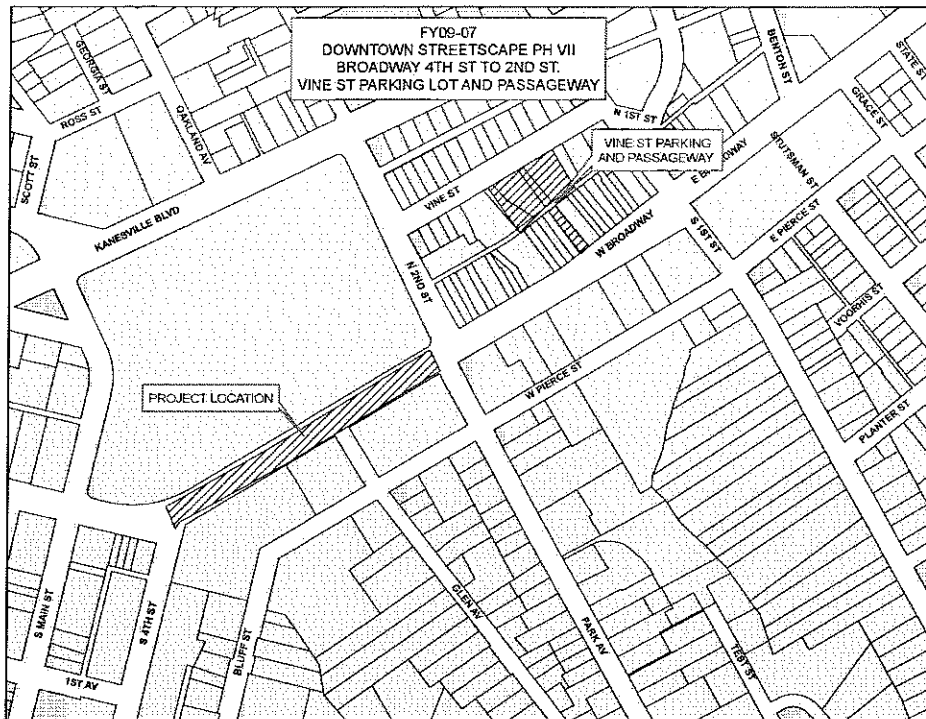 FY09-07
DOWNTOWN STREETSCAPE PH VII
BROADWAY 4TH ST TO 2ND ST.
VINE ST PARKING LOT AND PASSAGEWAY
GEORGIA ST
ROSS ST
OAKLAND AV
SCOTT ST
KANESVILLE BLVD
BENTON ST
STATE ST
GRACE ST
N 1ST ST
STUTSMAN ST
VINE ST PARKING
AND PASSAGEWAY
VINE ST
E BROADWAY
W BROADWAY
S 1ST ST
E PIERCE ST
N 2ND ST
VOORHIS ST
W PIERCE ST
PROJECT LOCATION
PLANTER ST
S MAIN ST
S 4TH ST
1ST AV
BLUFF ST
GLEN AV
PARK AV